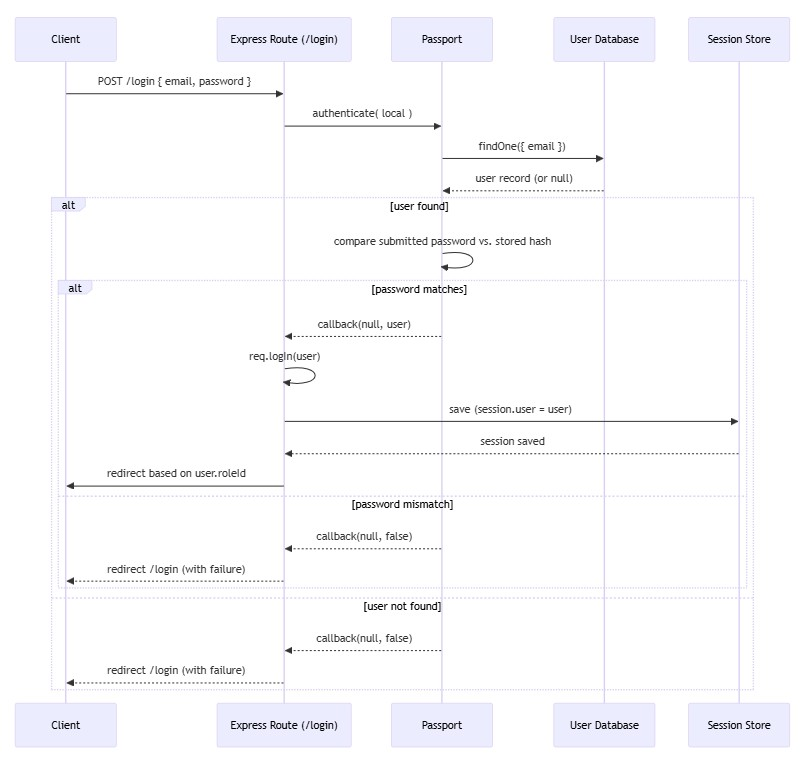 Client
Express Route (/login)
Passport
User Database
Session Store
POST /login { email, password }
authenticate( local )
findOne({ email })
user record (or null)
alt
[user found]
compare submitted password vs. stored hash
alt
[password matches]
callback(null, user)
req.login(user)
save (session.user = user)
session saved
redirect based on user.roleId
[password mismatch]
callback(null, false)
redirect /login (with failure)
[user not found]
callback(null, false)
redirect /login (with failure)
Client
Express Route (/login)
Passport
User Database
Session Store